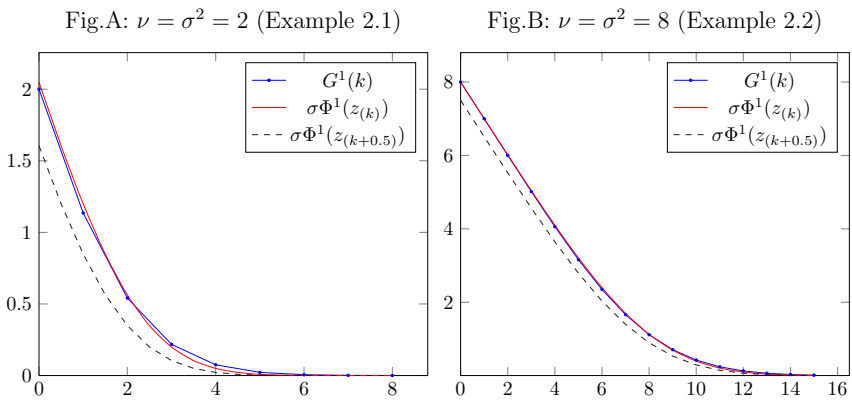 Fig.A: ν = σ² = 2 (Example 2.1)
G¹(k)
σΦ¹(z₍ₖ₎)
σΦ¹(z₍ₖ₊₀.₅₎)
2
1.5
1
0.5
0
0 2 4 6 8
Fig.B: ν = σ² = 8 (Example 2.2)
G¹(k)
σΦ¹(z₍ₖ₎)
σΦ¹(z₍ₖ₊₀.₅₎)
8
6
4
2
0 2 4 6 8 10 12 14 16